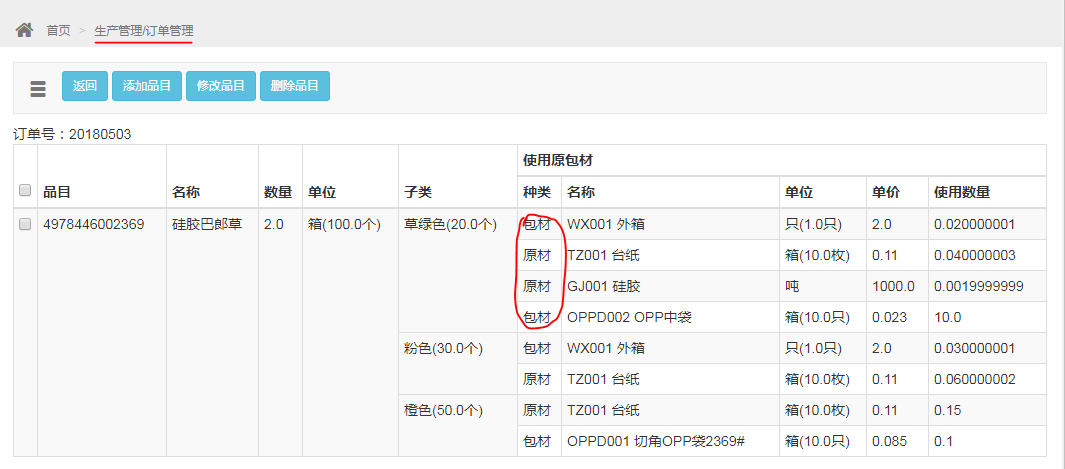 首页 > 生产管理/订单管理
返回 添加品目 修改品目 删除品目
订单号：20180503
使用原包材
品目 名称 数量 单位 子类 种类 名称 单位 单价 使用数量
4978446002369 硅胶巴郎草 2.0 箱(100.0个) 草绿色(20.0个) 包材 WX001 外箱 只(1.0只) 2.0 0.020000001
原材 TZ001 台纸 箱(10.0枚) 0.11 0.040000003
原材 GJ001 硅胶 吨 1000.0 0.0019999999
包材 OPPD002 OPP中袋 箱(10.0只) 0.023 10.0
粉色(30.0个) 包材 WX001 外箱 只(1.0只) 2.0 0.030000001
原材 TZ001 台纸 箱(10.0枚) 0.11 0.060000002
橙色(50.0个) 原材 TZ001 台纸 箱(10.0枚) 0.11 0.15
包材 OPPD001 切角OPP袋2369# 箱(10.0只) 0.085 0.1